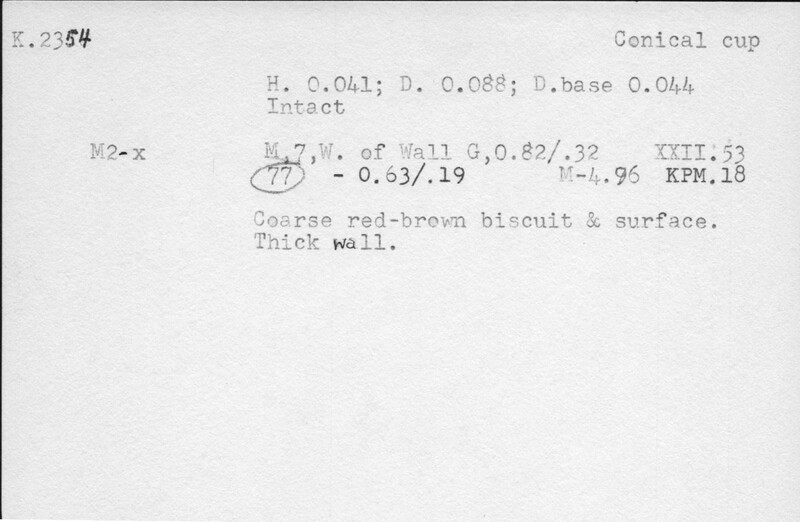 K.2354 Conical cup
H. 0.041; D. 0.088; D.base 0.044
Intact
M2-x M,7,W. of Wall G,0.82/.32 XXII:53
77 - 0.63/.19 M-4.96 KPM.18
Coarse red-brown biscuit & surface.
Thick wall.